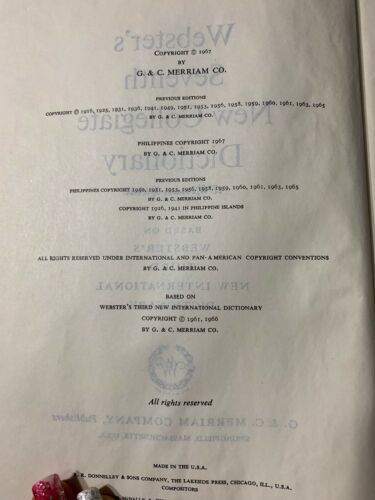 COPYRIGHT © 1967
BY
G. & C. MERRIAM CO.
PREVIOUS EDITIONS
COPYRIGHT © 1916, 1925, 1931, 1936, 1941, 1949, 1951, 1953, 1956, 1958, 1959, 1960, 1961, 1963, 1965
BY G. & C. MERRIAM CO.
PHILIPPINES COPYRIGHT 1967
BY G. & C. MERRIAM CO.
PREVIOUS EDITIONS
PHILIPPINES COPYRIGHT 1949, 1951, 1953, 1956, 1958, 1959, 1960, 1961, 1963, 1965
BY G. & C. MERRIAM CO.
COPYRIGHT 1926, 1941 IN PHILIPPINE ISLANDS
BY G. & C. MERRIAM CO.
ALL RIGHTS RESERVED UNDER INTERNATIONAL AND PAN-AMERICAN COPYRIGHT CONVENTIONS
BY G. & C. MERRIAM CO.
BASED ON
WEBSTER'S THIRD NEW INTERNATIONAL DICTIONARY
COPYRIGHT © 1961, 1966
BY G. & C. MERRIAM CO.
All rights reserved
MADE IN THE U.S.A.
R. DONNELLEY & SONS COMPANY, THE LAKESIDE PRESS, CHICAGO, ILL., U.S.A.
COMPOSITORS